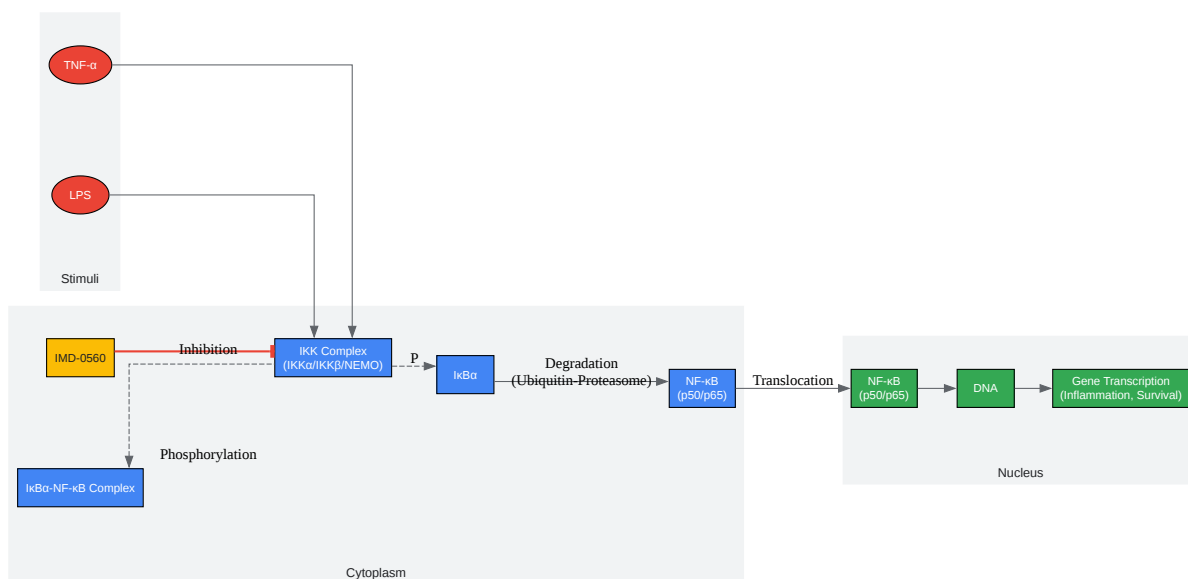 TNF-α
LPS
Stimuli
IMD-0560
Inhibition
IKK Complex
(IKKα/IKKβ/NEMO)
P
IκBα
Degradation
(Ubiquitin-Proteasome)
NF-κB
(p50/p65)
Translocation
NF-κB
(p50/p65)
DNA
Gene Transcription
(Inflammation, Survival)
Phosphorylation
IκBα-NF-κB Complex
Nucleus
Cytoplasm